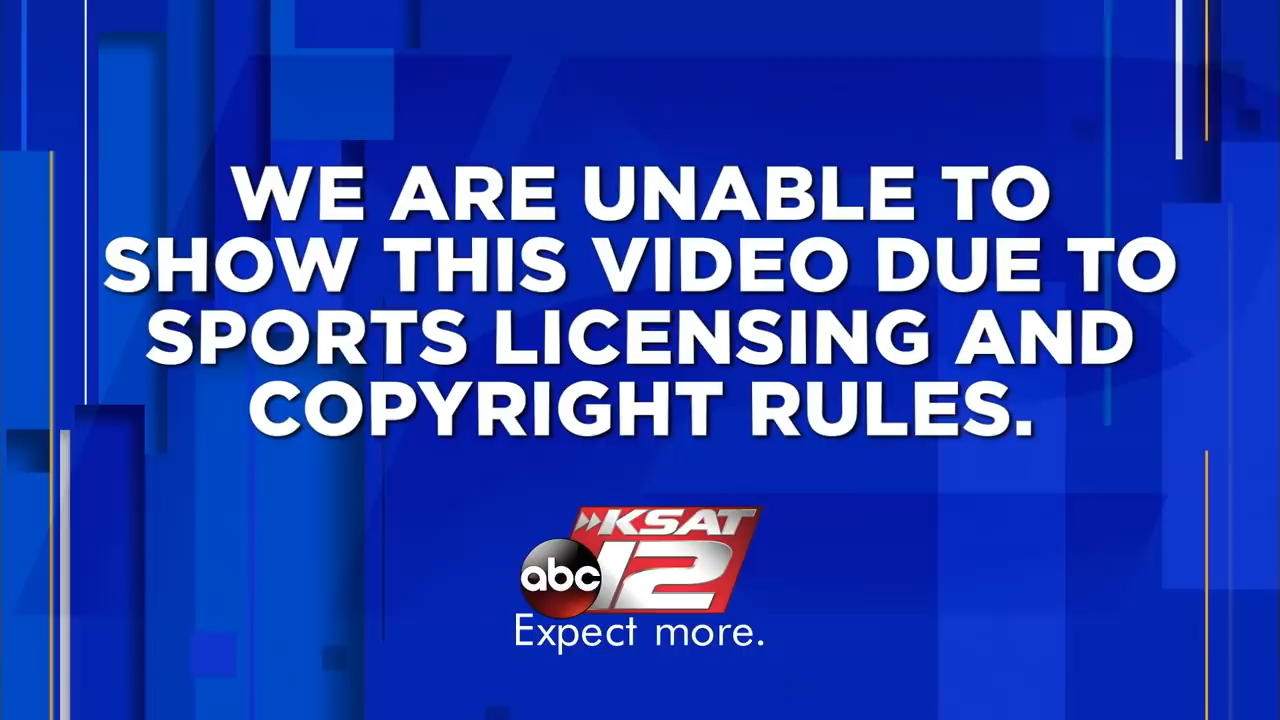 WE ARE UNABLE TO
SHOW THIS VIDEO DUE TO
SPORTS LICENSING AND
COPYRIGHT RULES.
KSAT
abc 12
Expect more.